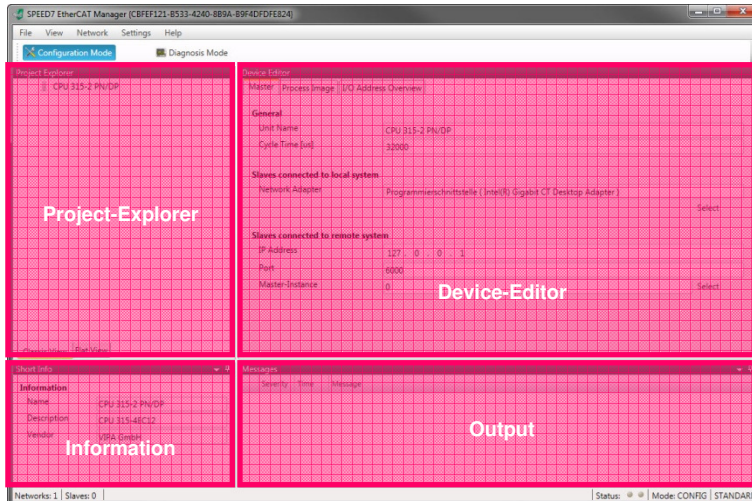 SPEED7 EtherCAT Manager {CBFEF121-B533-4240-8B9A-B9F4DFDFE824}
File View Network Settings Help
Configuration Mode Diagnosis Mode
Project Explorer
CPU 315-2 PN/DP
Project-Explorer
Classic View Flat View
Device Editor
Master Process Image I/O Address Overview
General
Unit Name CPU 315-2 PN/DP
Cycle Time [us] 32000
Slaves connected to local system
Network Adapter Programmierschnittstelle ( Intel(R) Gigabit CT Desktop Adapter )
Select
Slaves connected to remote system
IP Address 127 . 0 . 0 . 1
Port 6000
Master-Instance 0 Select
Device-Editor
Short Info
Information
Name CPU 315-2 PN/DP
Description CPU 315-4EC12
Vendor VIPA GmbH
Information
Messages
Severity Time Message
Output
Networks: 1 Slaves: 0 Status: Mode: CONFIG STANDAR